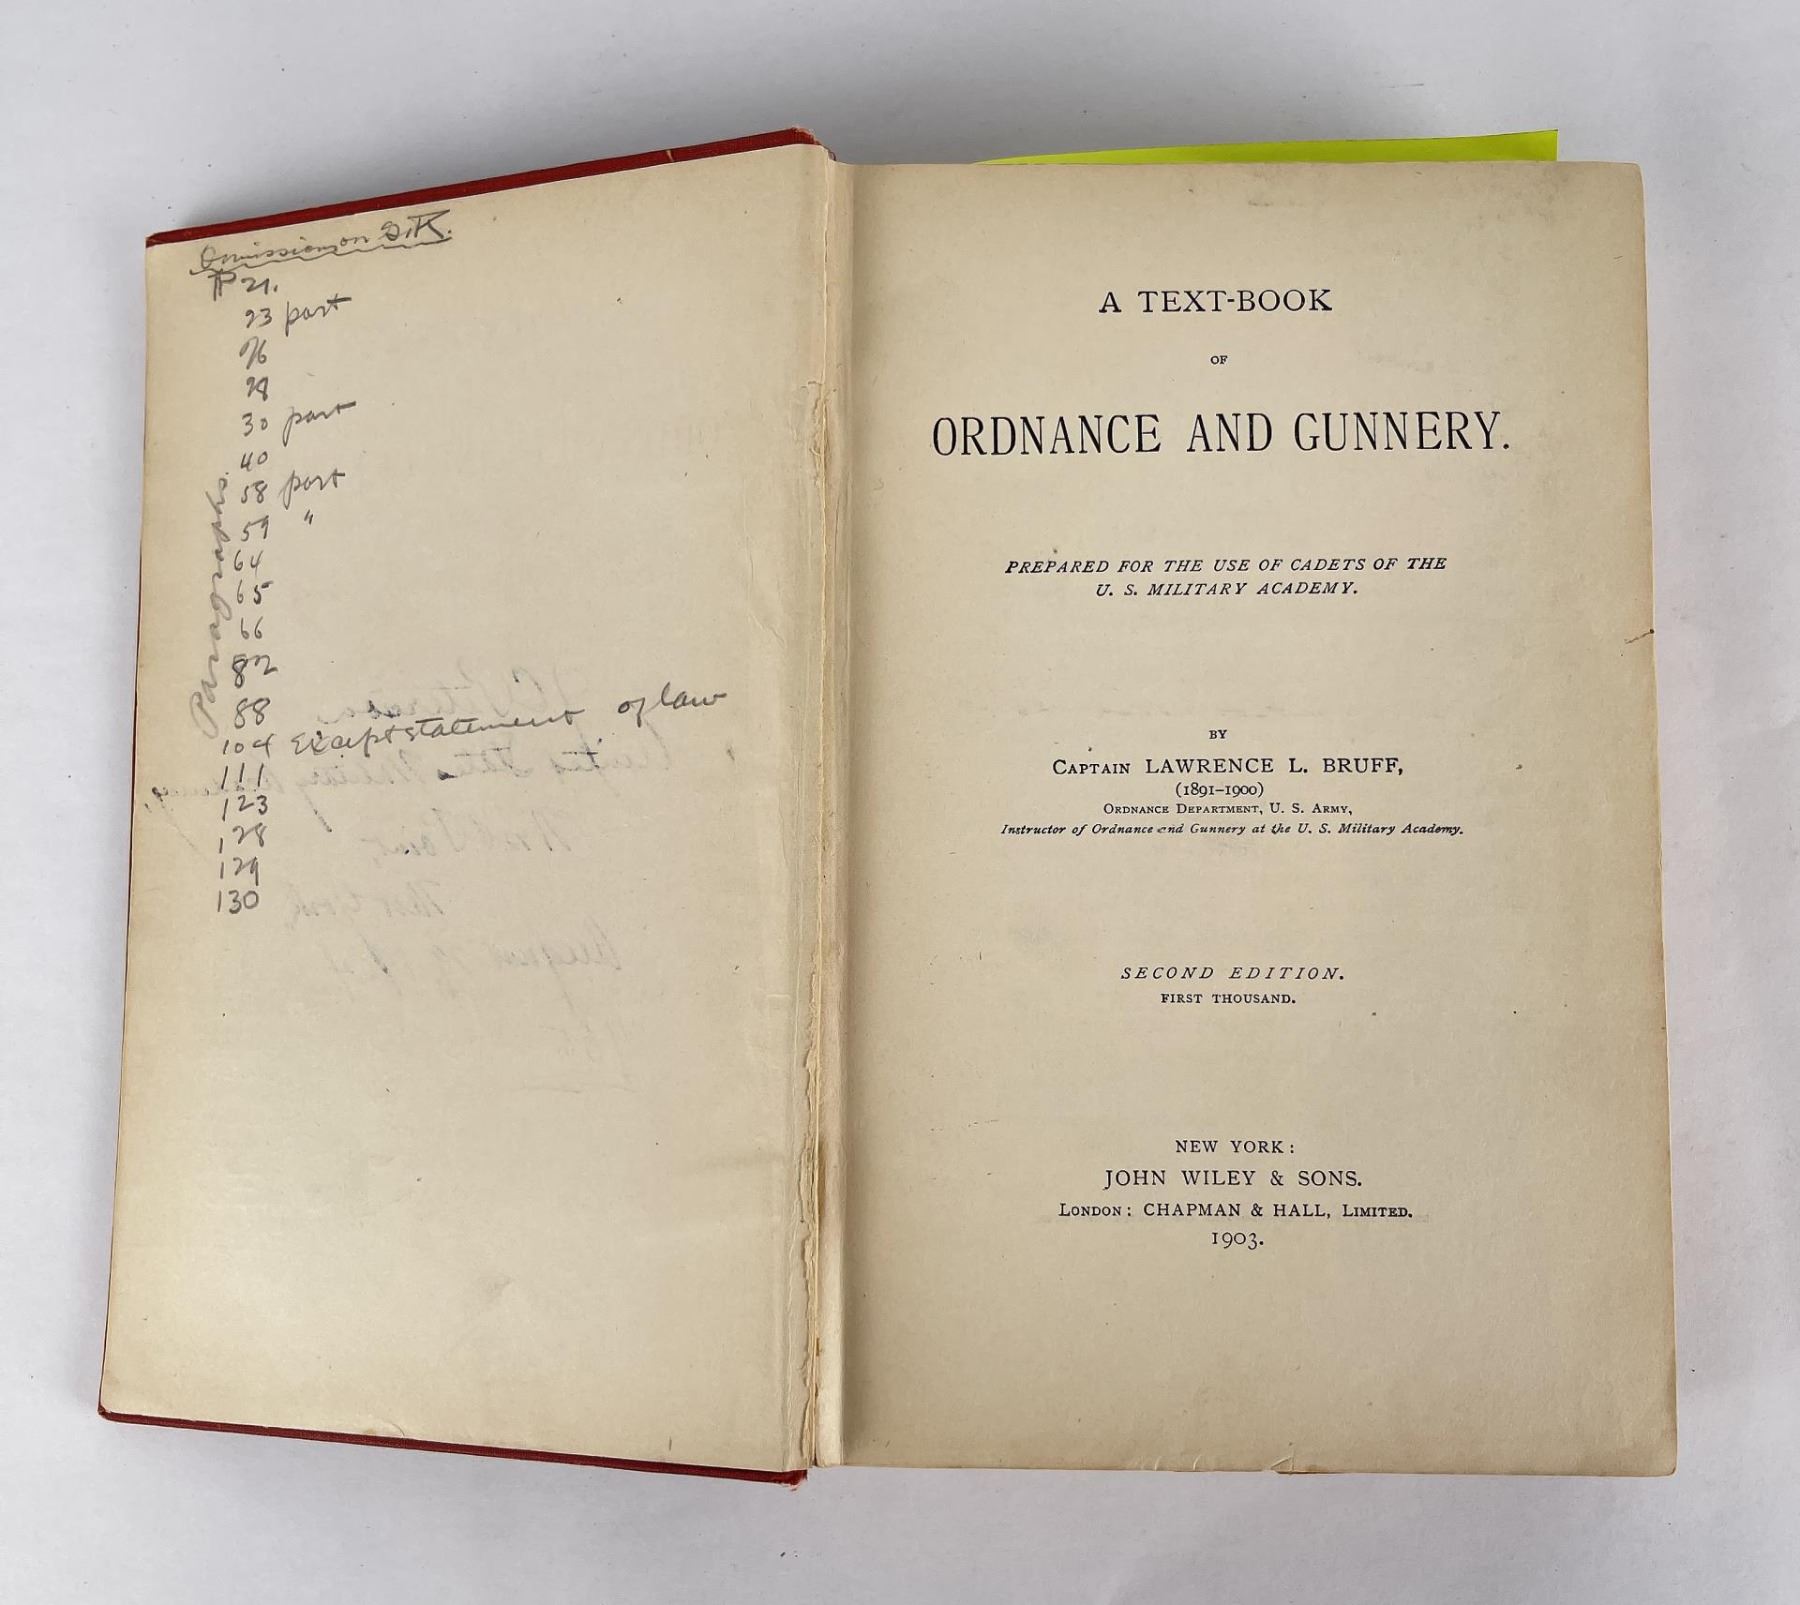 Omissions on G.R.
P 21.
23 part
26
28
30 part
40
58 part
59 "
64
65
66
82
88
104 Except statement of law
111
123
128
129
130
Paragraphs.
A TEXT-BOOK
OF
ORDNANCE AND GUNNERY.
PREPARED FOR THE USE OF CADETS OF THE
U. S. MILITARY ACADEMY.
BY
CAPTAIN LAWRENCE L. BRUFF,
(1891-1900)
ORDNANCE DEPARTMENT, U. S. ARMY,
Instructor of Ordnance and Gunnery at the U. S. Military Academy.
SECOND EDITION.
FIRST THOUSAND.
NEW YORK:
JOHN WILEY & SONS.
LONDON: CHAPMAN & HALL, LIMITED.
1903.